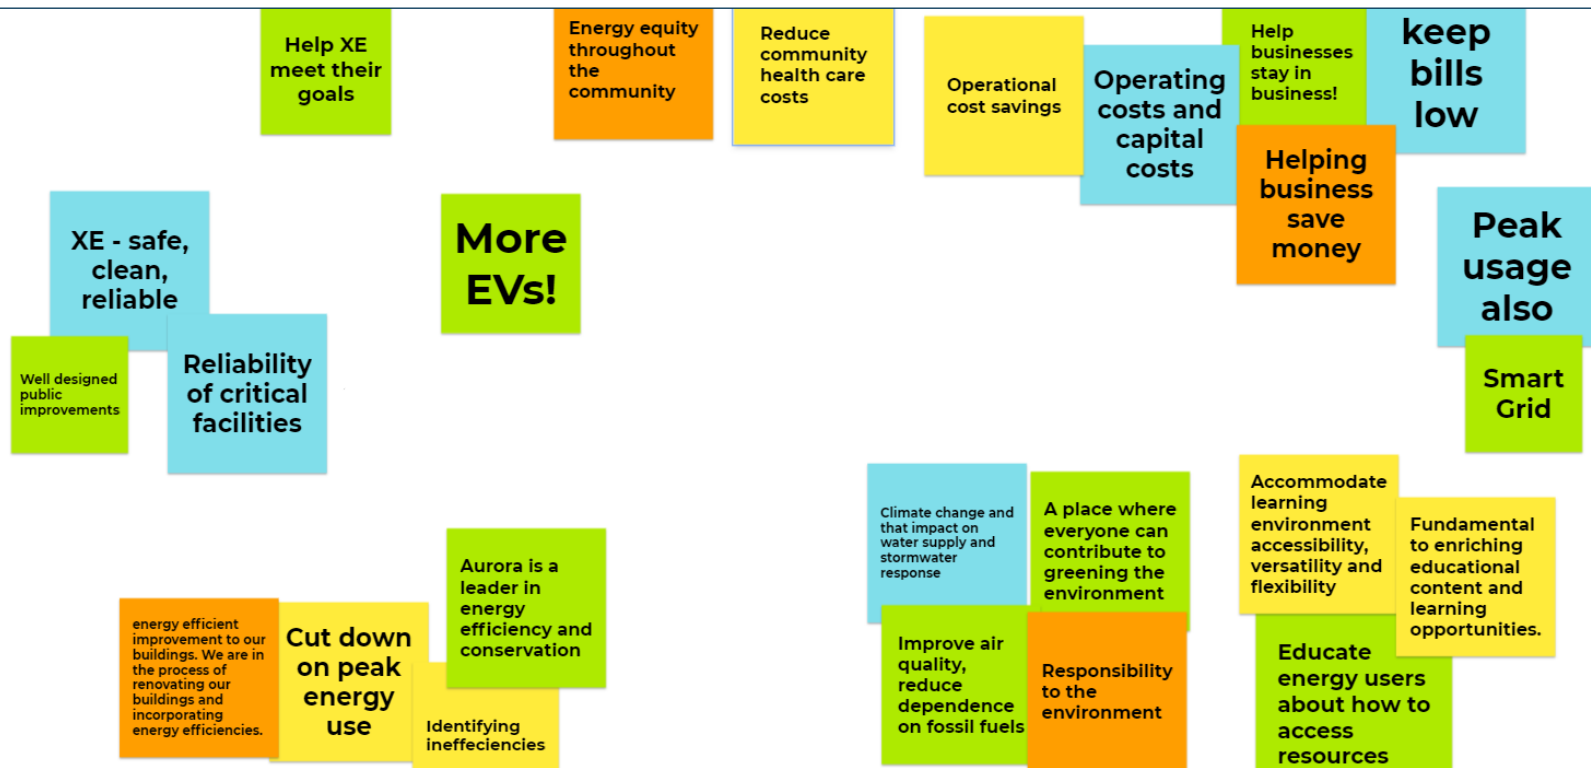 Help XE
meet their
goals
Energy equity
throughout
the
community
Reduce
community
health care
costs
Operational
cost savings
Operating
costs and
capital
costs
Help
businesses
stay in
business!
keep
bills
low
Helping
business
save
money
XE - safe,
clean,
reliable
More
EVs!
Peak
usage
also
Well designed
public
improvements
Reliability
of critical
facilities
Smart
Grid
Climate change and
that impact on
water supply and
stormwater
response
A place where
everyone can
contribute to
greening the
environment
Accommodate
learning
environment
accessibility,
versatility and
flexibility
Fundamental
to enriching
educational
content and
learning
opportunities.
energy efficient
improvement to our
buildings. We are in
the process of
renovating our
buildings and
incorporating
energy efficiencies.
Cut down
on peak
energy
use
Aurora is a
leader in
energy
efficiency and
conservation
Identifying
ineffeciencies
Improve air
quality,
reduce
dependence
on fossil fuels
Responsibility
to the
environment
Educate
energy users
about how to
access
resources